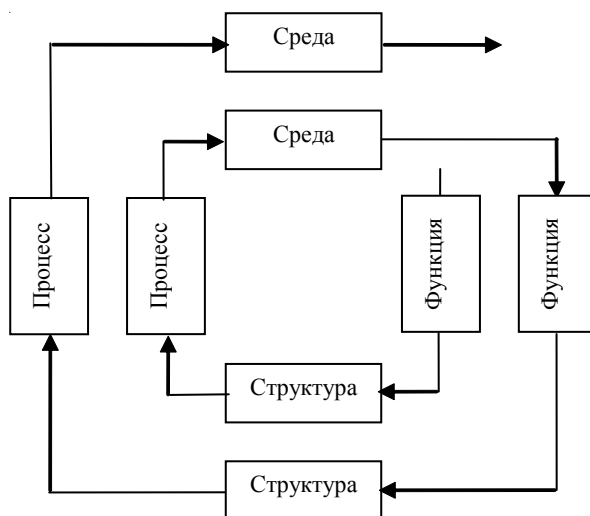 Среда
Среда
Процесс
Процесс
Функция
Функция
Структура
Структура